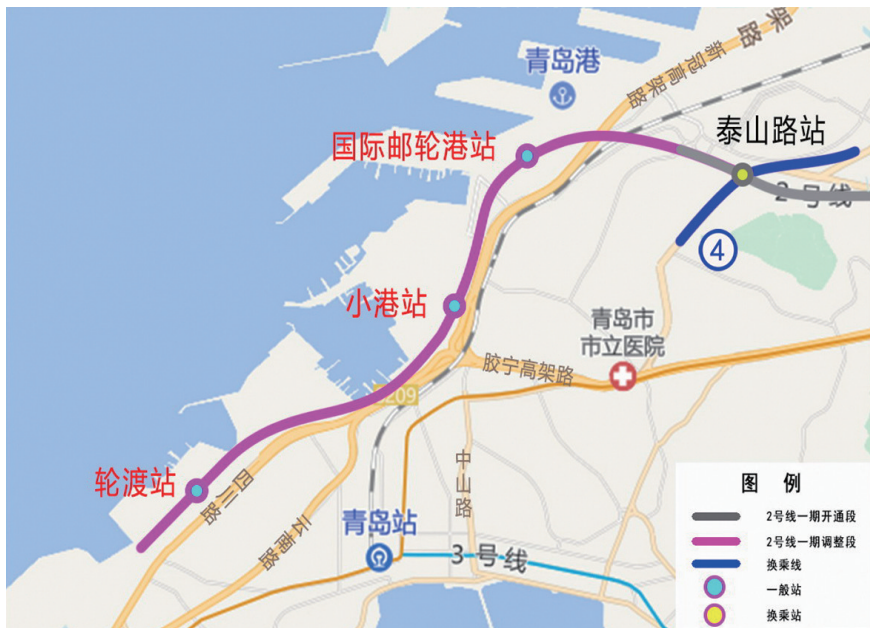 架
路
新冠高架路
青岛港
国际邮轮港站
泰山路站
2号线
④
小港站
青岛市
市立医院
胶宁高架路
209
轮渡站
四川路
云南路
中山路
青岛站
3号线
图 例
2号线一期开通段
2号线一期调整段
换乘线
一般站
换乘站